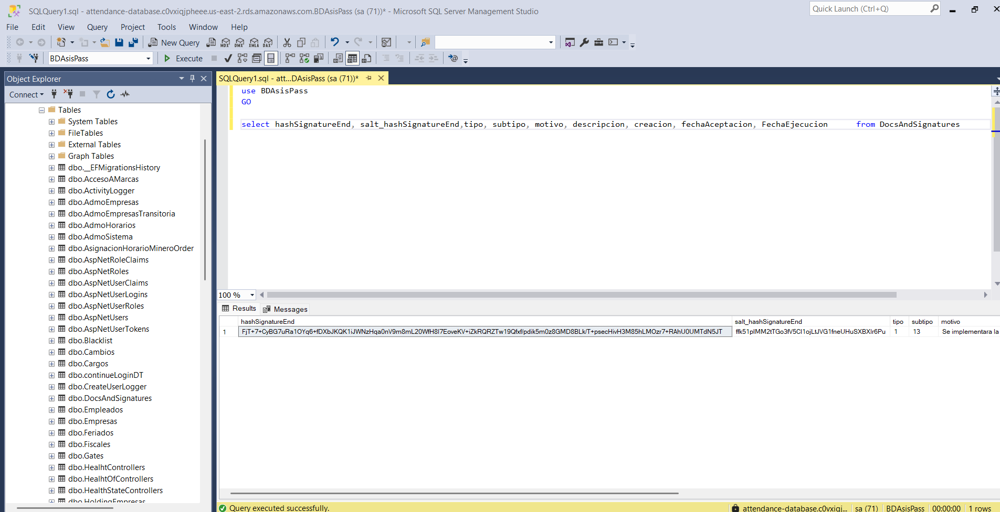 SQLQuery1.sql - attendance-database.c0vxiqjpheee.us-east-2.rds.amazonaws.com.BDAsisPass (sa (71))* - Microsoft SQL Server Management Studio
Quick Launch (Ctrl+Q)
File Edit View Query Project Tools Window Help
New Query MDX DMX XMLA DAX
BDAsisPass Execute
Object Explorer
Connect
Tables
System Tables
FileTables
External Tables
Graph Tables
dbo.__EFMigrationsHistory
dbo.AccesoAMarcas
dbo.ActivityLogger
dbo.AdmoEmpresas
dbo.AdmoEmpresasTransitoria
dbo.AdmoHorarios
dbo.AdmoSistema
dbo.AsignacionHorarioMineroOrder
dbo.AspNetRoleClaims
dbo.AspNetRoles
dbo.AspNetUserClaims
dbo.AspNetUserLogins
dbo.AspNetUserRoles
dbo.AspNetUsers
dbo.AspNetUserTokens
dbo.Blacklist
dbo.Cambios
dbo.Cargos
dbo.continueLoginDT
dbo.CreateUserLogger
dbo.DocsAndSignatures
dbo.Empleados
dbo.Empresas
dbo.Feriados
dbo.Fiscales
dbo.Gates
dbo.HealhtControllers
dbo.HealhtOfControllers
dbo.HealthStateControllers
dbo.HoldingEmpresas
SQLQuery1.sql - att...DAsisPass (sa (71))*
use BDAsisPass
GO
select hashSignatureEnd, salt_hashSignatureEnd,tipo, subtipo, motivo, descripcion, creacion, fechaAceptacion, FechaEjecucion from DocsAndSignatures
100 %
Results Messages
hashSignatureEnd salt_hashSignatureEnd tipo subtipo motivo
1 FjT+7+CyBG7uRa1OYq6+fDXbJKQK1iJWNzHqa0nV9m8mL20WfH8I7EoveKV+iZkRQRZTw19Qfxf/pdik5m0z8GMD8BLk/T+psecHivH3M85hLMOzr7+RAhU0UMTdN5JT ffk51pIMM2tTGo3fV5Cl1ojLtJVG1fneUHuSXBXlr6Pu 1 13 Se implementara la
Query executed successfully.
attendance-database.c0vxiqj... sa (71) BDAsisPass 00:00:00 1 rows